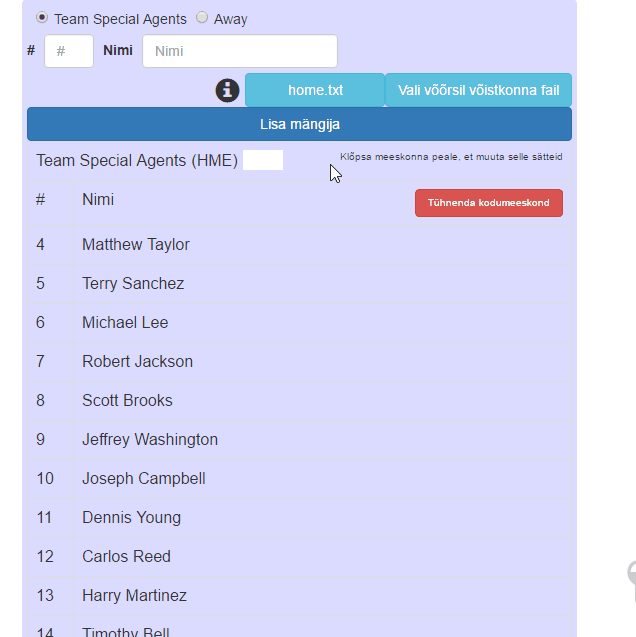 Team Special Agents Away
# # Nimi Nimi
home.txt Vali võõrsil võistkonna fail
Lisa mängija
Team Special Agents (HME) Klõpsa meeskonna peale, et muuta selle sätteid
# Nimi Tühnenda kodumeeskond
4 Matthew Taylor
5 Terry Sanchez
6 Michael Lee
7 Robert Jackson
8 Scott Brooks
9 Jeffrey Washington
10 Joseph Campbell
11 Dennis Young
12 Carlos Reed
13 Harry Martinez
14 Timothy Bell